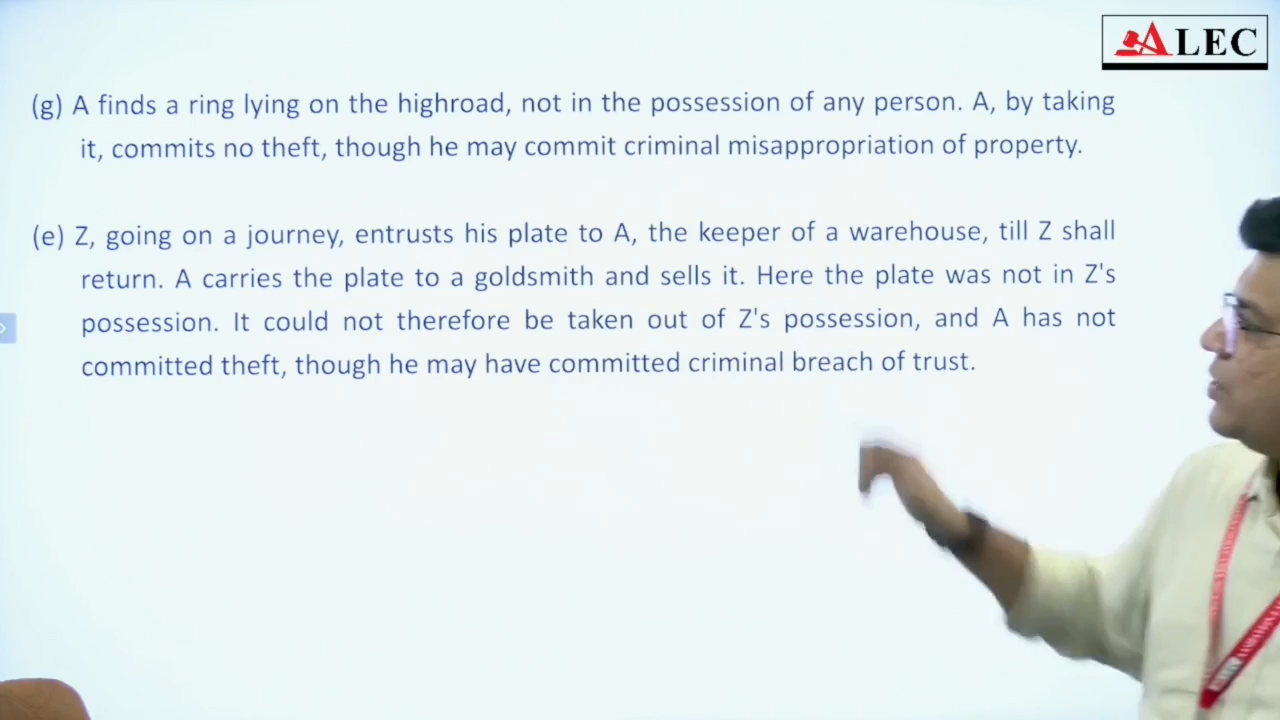 ALEC
(g) A finds a ring lying on the highroad, not in the possession of any person. A, by taking
it, commits no theft, though he may commit criminal misappropriation of property.
(e) Z, going on a journey, entrusts his plate to A, the keeper of a warehouse, till Z shall
return. A carries the plate to a goldsmith and sells it. Here the plate was not in Z's
possession. It could not therefore be taken out of Z's possession, and A has not
committed theft, though he may have committed criminal breach of trust.